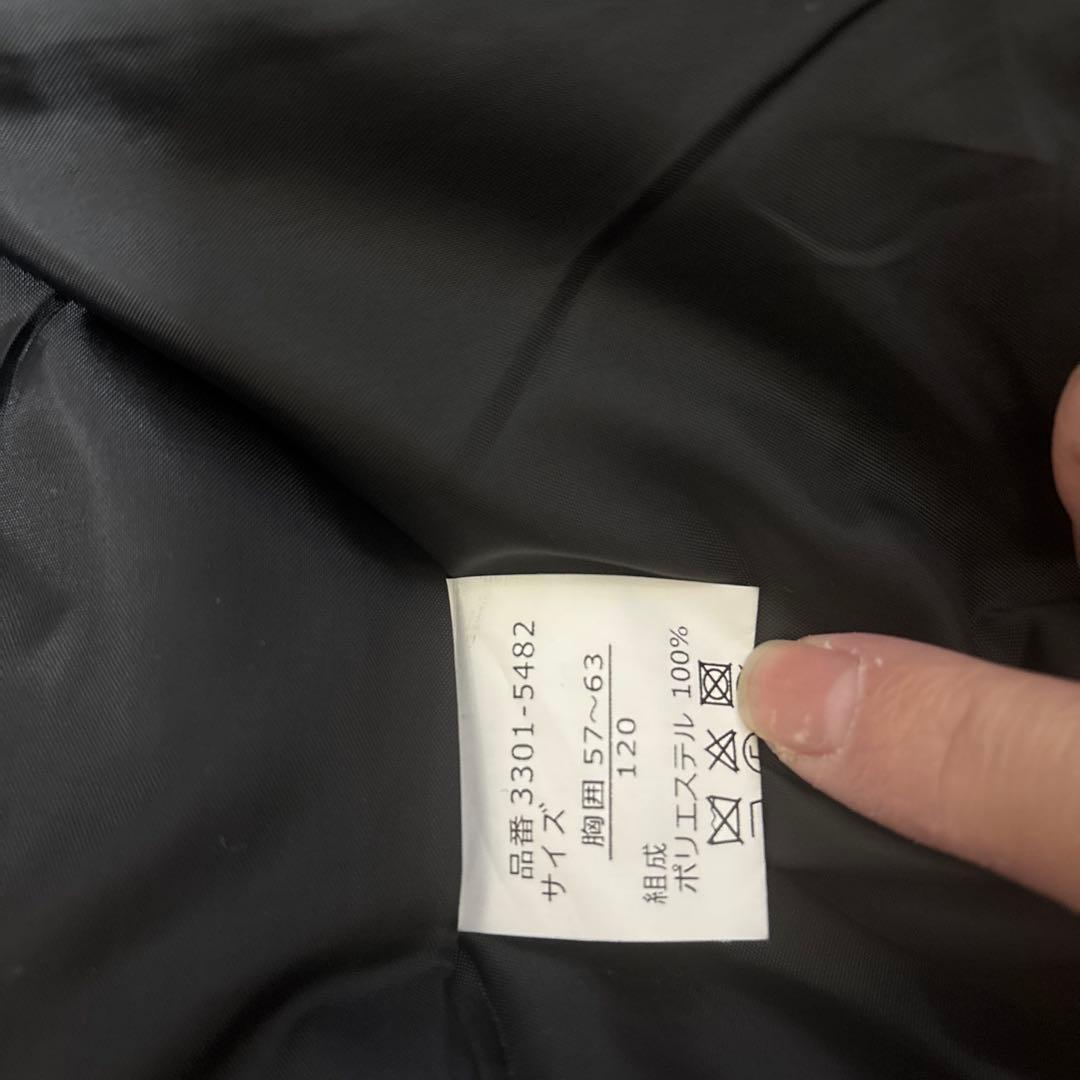 品番 3301-5482
サイズ
胸囲 57〜63
120
組成
ポリエステル 100%